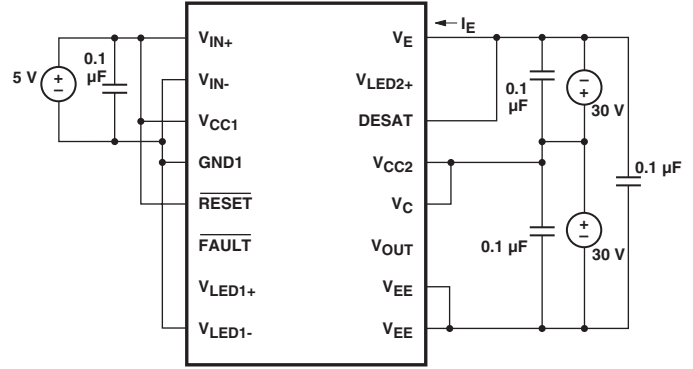 I_E
V_IN+
V_E
0.1
µF
5 V
+
−
V_IN-
V_LED2+
0.1
µF
−
+
30 V
V_CC1
DESAT
GND1
V_CC2
0.1 µF
RESET
V_C
FAULT
V_OUT
0.1 µF
+
−
30 V
V_LED1+
V_EE
V_LED1-
V_EE